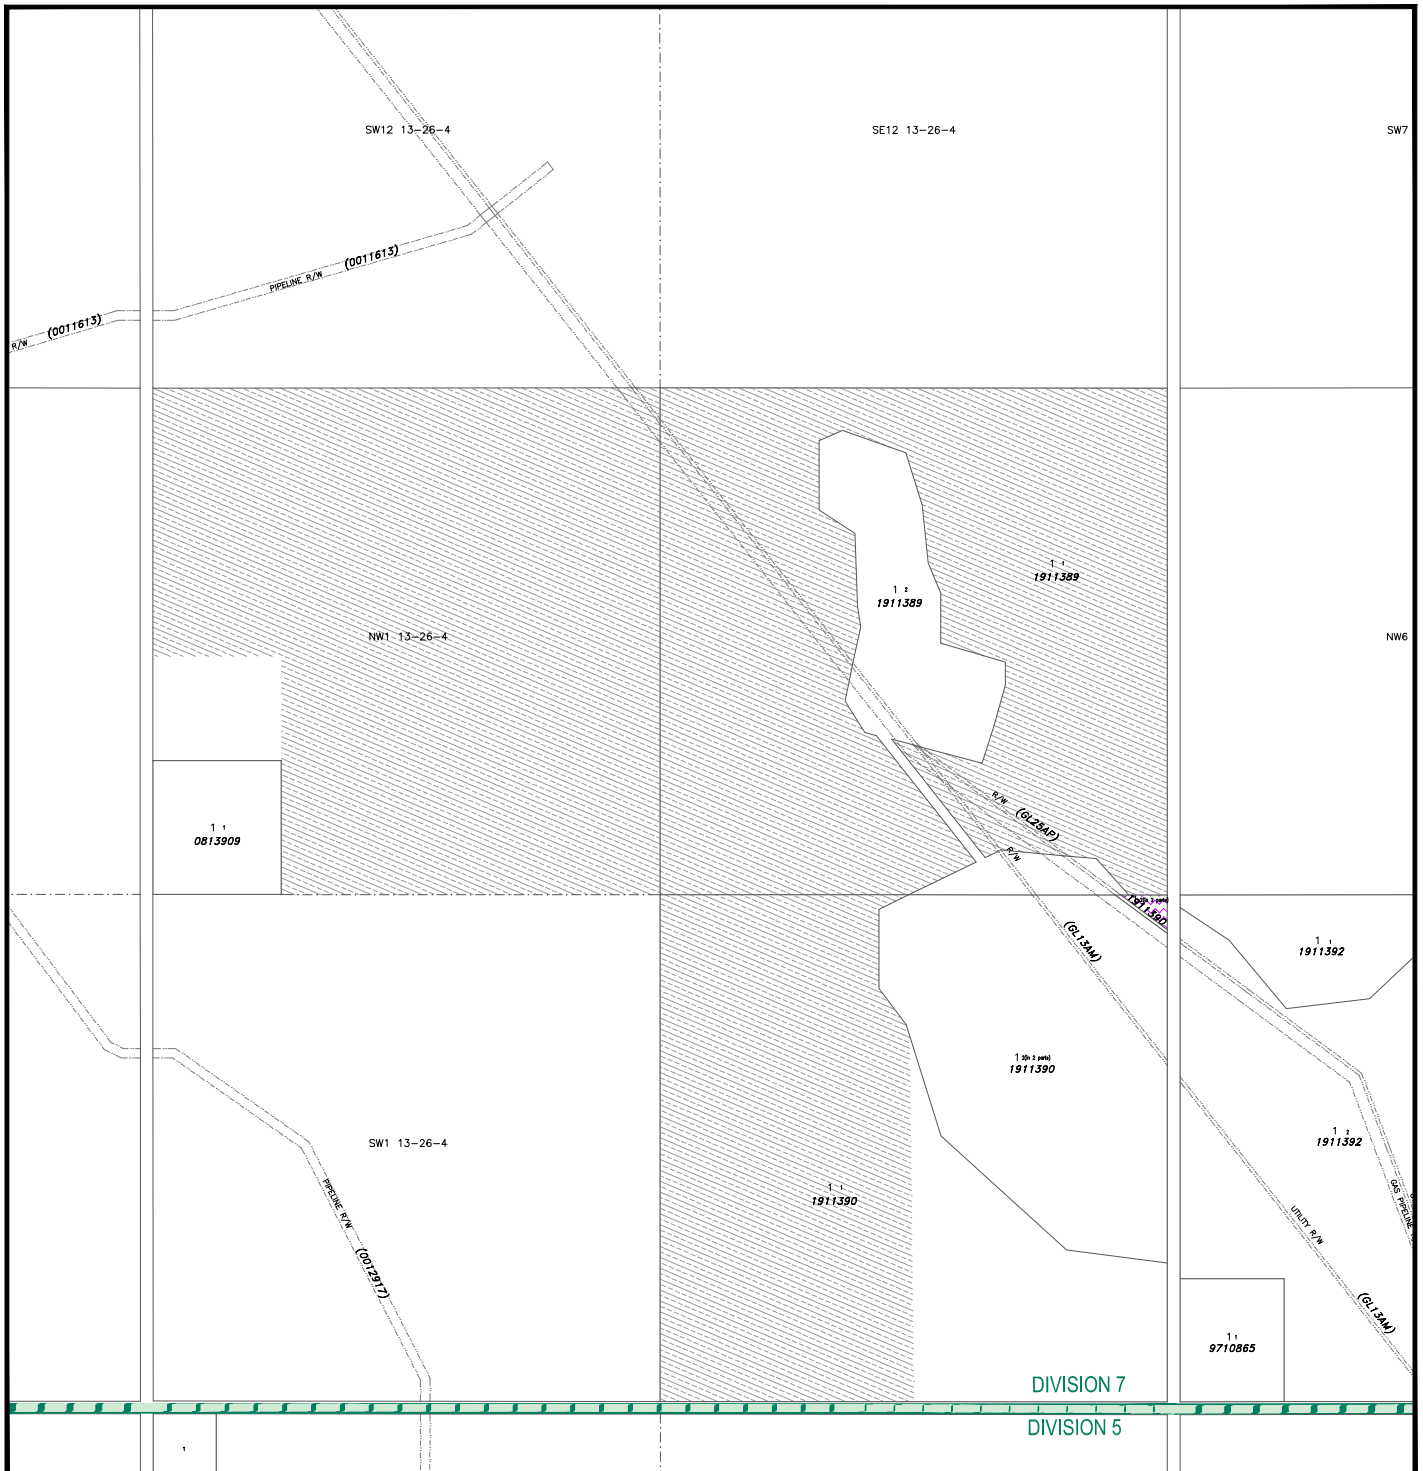 SW12 13-26-4
SE12 13-26-4
SW7
(0011613)
PIPELINE R/W
(0011613)
R/W
1 1
1911389
1 2
1911389
NW1 13-26-4
NW6
R/W
(GL25AP)
1 1
0813909
R/W
1911390
(GL13AM)
1 1
1911392
1 2(in 2 parts)
1911390
1 2
1911392
SW1 13-26-4
PIPELINE R/W
(0012917)
1 1
1911390
GAS PIPELINE
UTILITY R/W
(GL13AM)
1 1
9710865
DIVISION 7
DIVISION 5
1